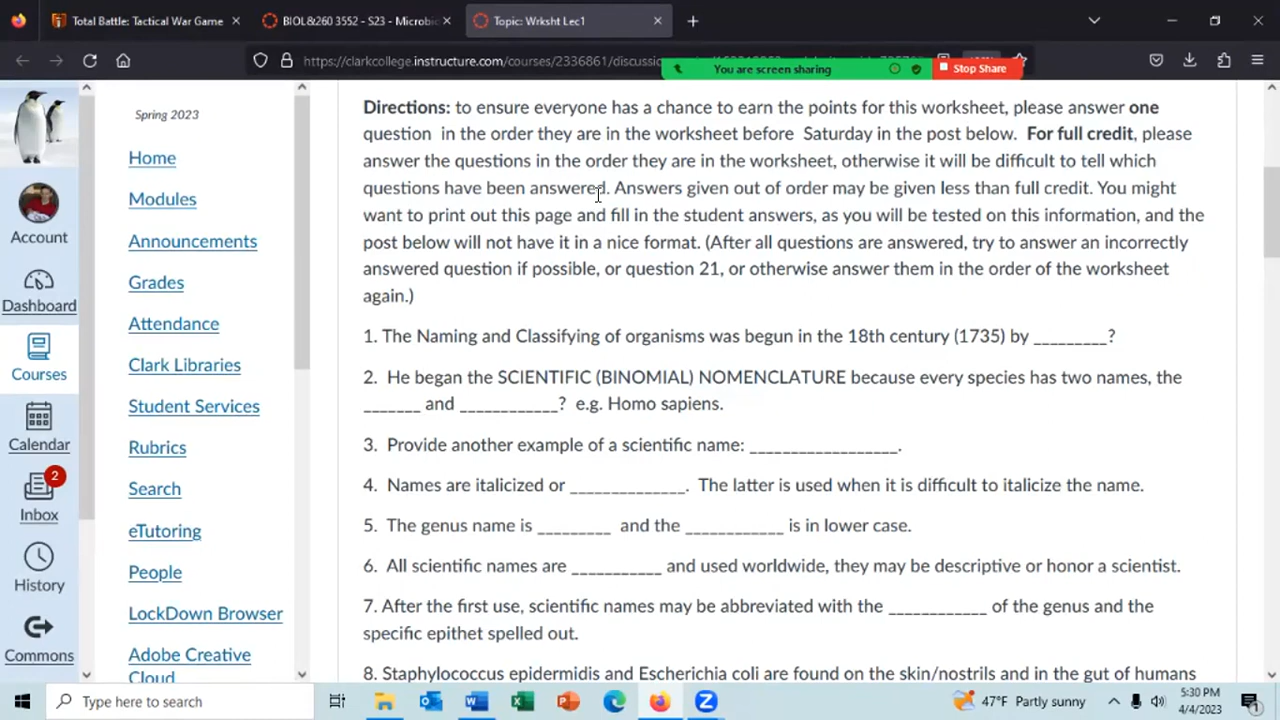 Total Battle: Tactical War Game
BIOL&260 3552 - S23 - Microbi
Topic: Wrksht Lec1
https://clarkcollege.instructure.com/courses/2336861/discussi
You are screen sharing
Stop Share
Spring 2023
Home
Modules
Announcements
Grades
Attendance
Clark Libraries
Student Services
Rubrics
Search
eTutoring
People
LockDown Browser
Adobe Creative
Cloud
Account
Dashboard
Courses
Calendar
2
Inbox
History
Commons
Directions: to ensure everyone has a chance to earn the points for this worksheet, please answer one
question in the order they are in the worksheet before Saturday in the post below. For full credit, please
answer the questions in the order they are in the worksheet, otherwise it will be difficult to tell which
questions have been answered. Answers given out of order may be given less than full credit. You might
want to print out this page and fill in the student answers, as you will be tested on this information, and the
post below will not have it in a nice format. (After all questions are answered, try to answer an incorrectly
answered question if possible, or question 21, or otherwise answer them in the order of the worksheet
again.)
1. The Naming and Classifying of organisms was begun in the 18th century (1735) by _________?
2. He began the SCIENTIFIC (BINOMIAL) NOMENCLATURE because every species has two names, the
_______ and ____________? e.g. Homo sapiens.
3. Provide another example of a scientific name: __________________.
4. Names are italicized or ______________. The latter is used when it is difficult to italicize the name.
5. The genus name is _________ and the ____________ is in lower case.
6. All scientific names are ___________ and used worldwide, they may be descriptive or honor a scientist.
7. After the first use, scientific names may be abbreviated with the ____________ of the genus and the
specific epithet spelled out.
8. Staphylococcus epidermidis and Escherichia coli are found on the skin/nostrils and in the gut of humans
Type here to search
47°F Partly sunny
5:30 PM
4/4/2023
1